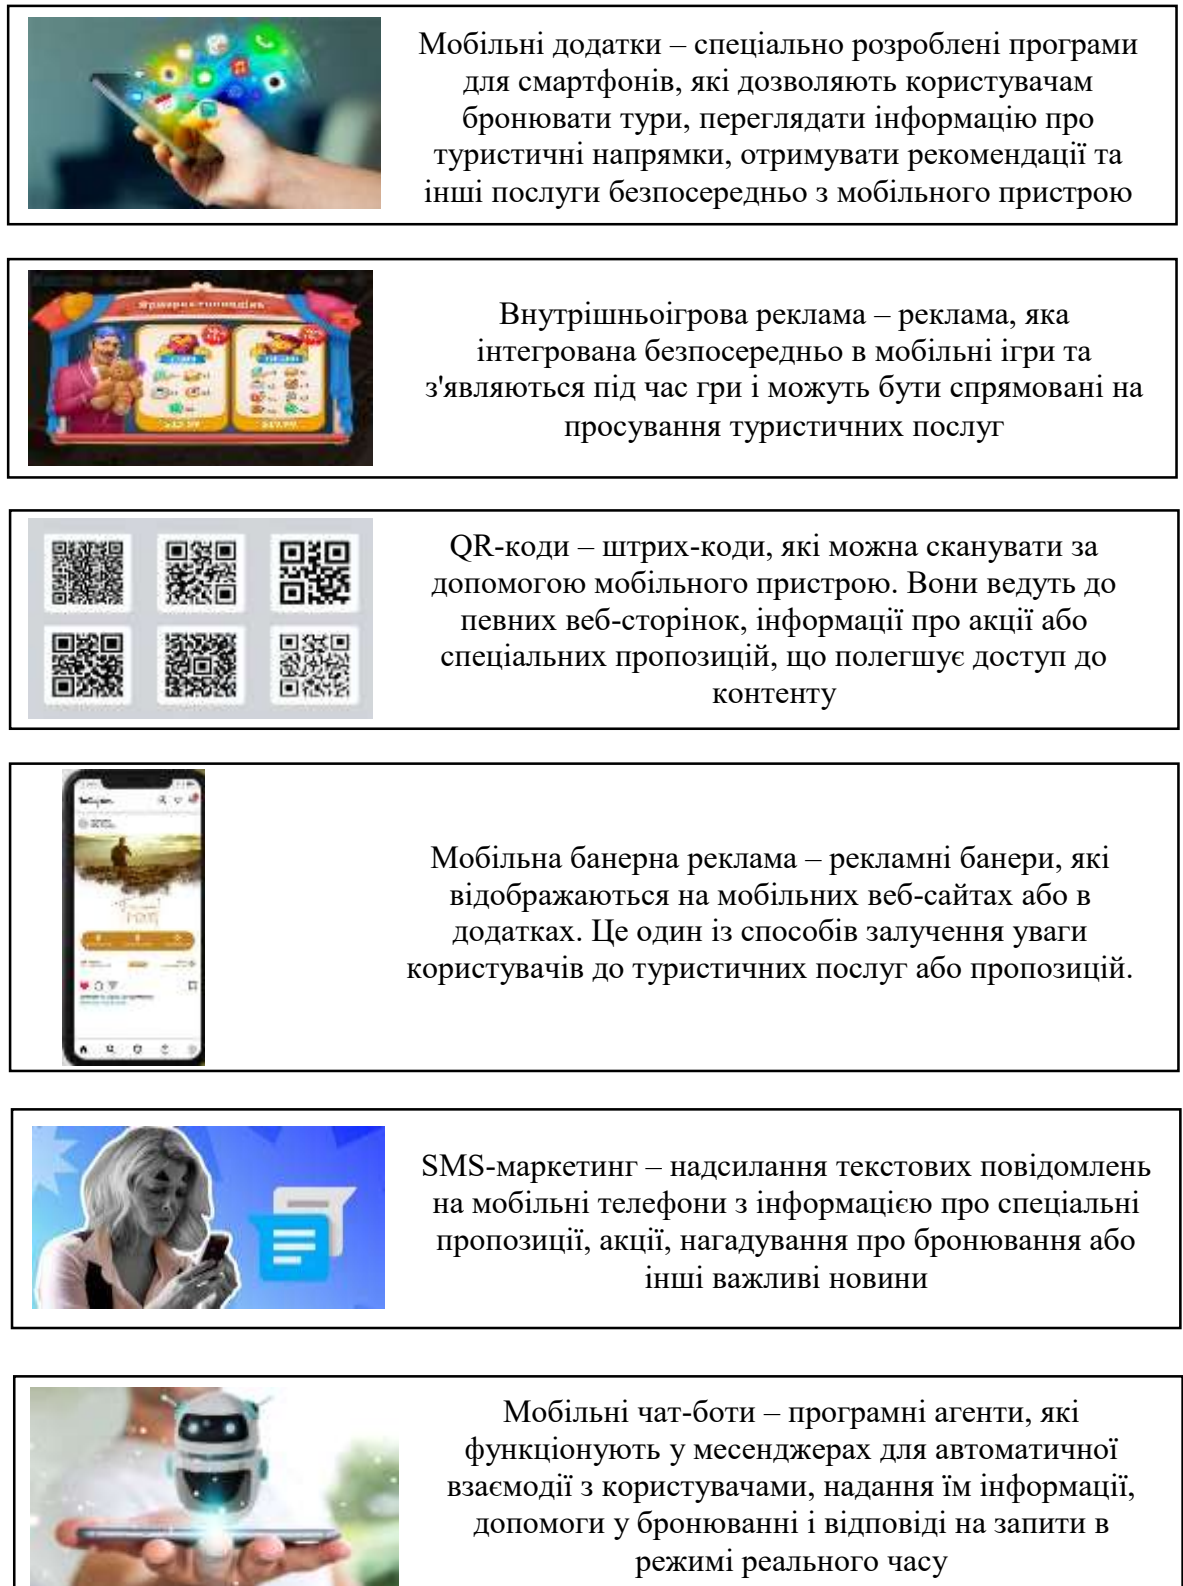 Мобільні додатки – спеціально розроблені програми
для смартфонів, які дозволяють користувачам
бронювати тури, переглядати інформацію про
туристичні напрямки, отримувати рекомендації та
інші послуги безпосередньо з мобільного пристрою
Внутрішньоігрова реклама – реклама, яка
інтегрована безпосередньо в мобільні ігри та
з'являються під час гри і можуть бути спрямовані на
просування туристичних послуг
QR-коди – штрих-коди, які можна сканувати за
допомогою мобільного пристрою. Вони ведуть до
певних веб-сторінок, інформації про акції або
спеціальних пропозицій, що полегшує доступ до
контенту
Мобільна банерна реклама – рекламні банери, які
відображаються на мобільних веб-сайтах або в
додатках. Це один із способів залучення уваги
користувачів до туристичних послуг або пропозицій.
SMS-маркетинг – надсилання текстових повідомлень
на мобільні телефони з інформацією про спеціальні
пропозиції, акції, нагадування про бронювання або
інші важливі новини
Мобільні чат-боти – програмні агенти, які
функціонують у месенджерах для автоматичної
взаємодії з користувачами, надання їм інформації,
допомоги у бронюванні і відповіді на запити в
режимі реального часу